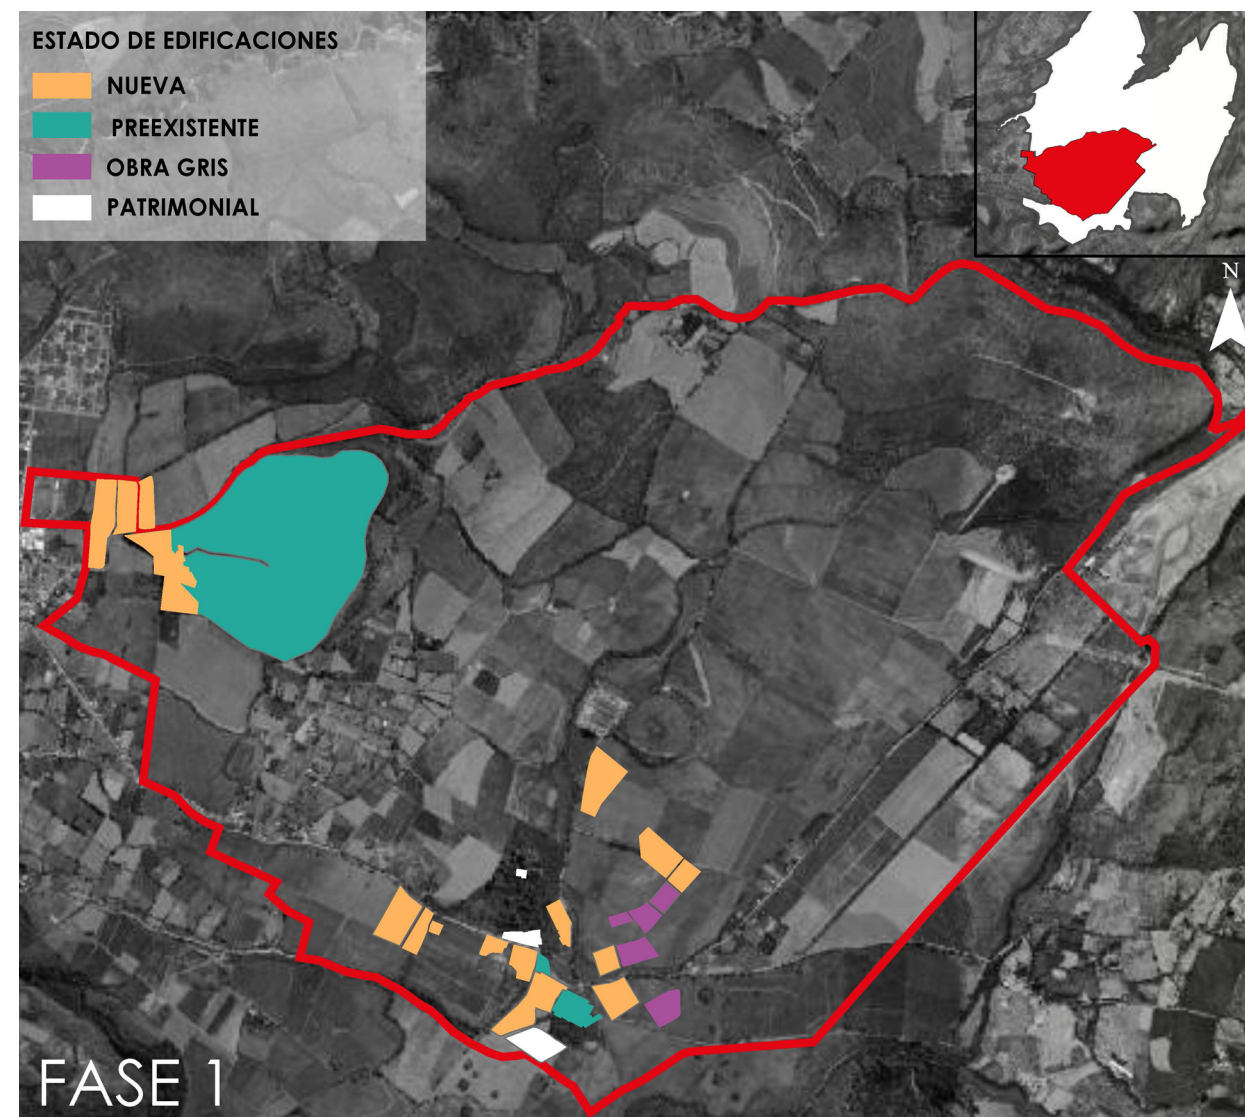 ESTADO DE EDIFICACIONES
NUEVA
PREEXISTENTE
OBRA GRIS
PATRIMONIAL
N
FASE 1